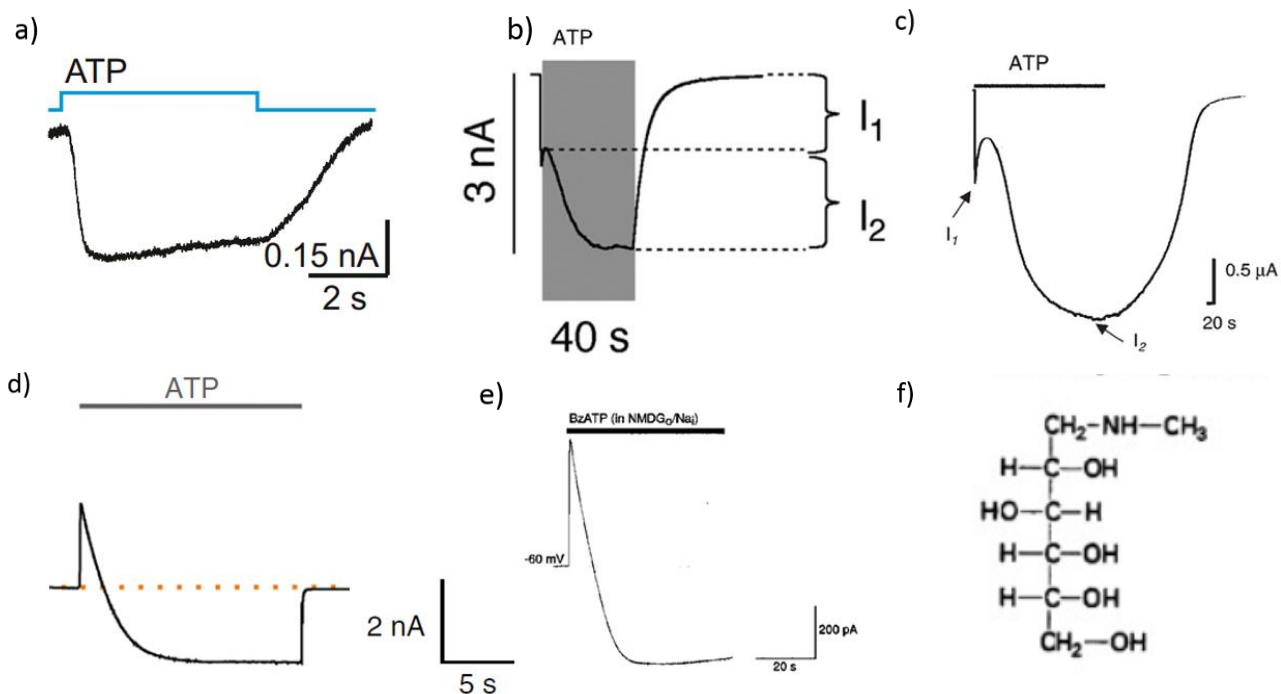 a)
ATP
0.15 nA
2 s
b)
ATP
3 nA
I₁
I₂
40 s
c)
ATP
I₁
I₂
0.5 µA
20 s
d)
ATP
2 nA
5 s
e)
BzATP (in NMDGₒ/Naᵢ)
-60 mV
200 pA
20 s
f)
CH₂—NH—CH₃
H—C—OH
HO—C—H
H—C—OH
H—C—OH
CH₂—OH